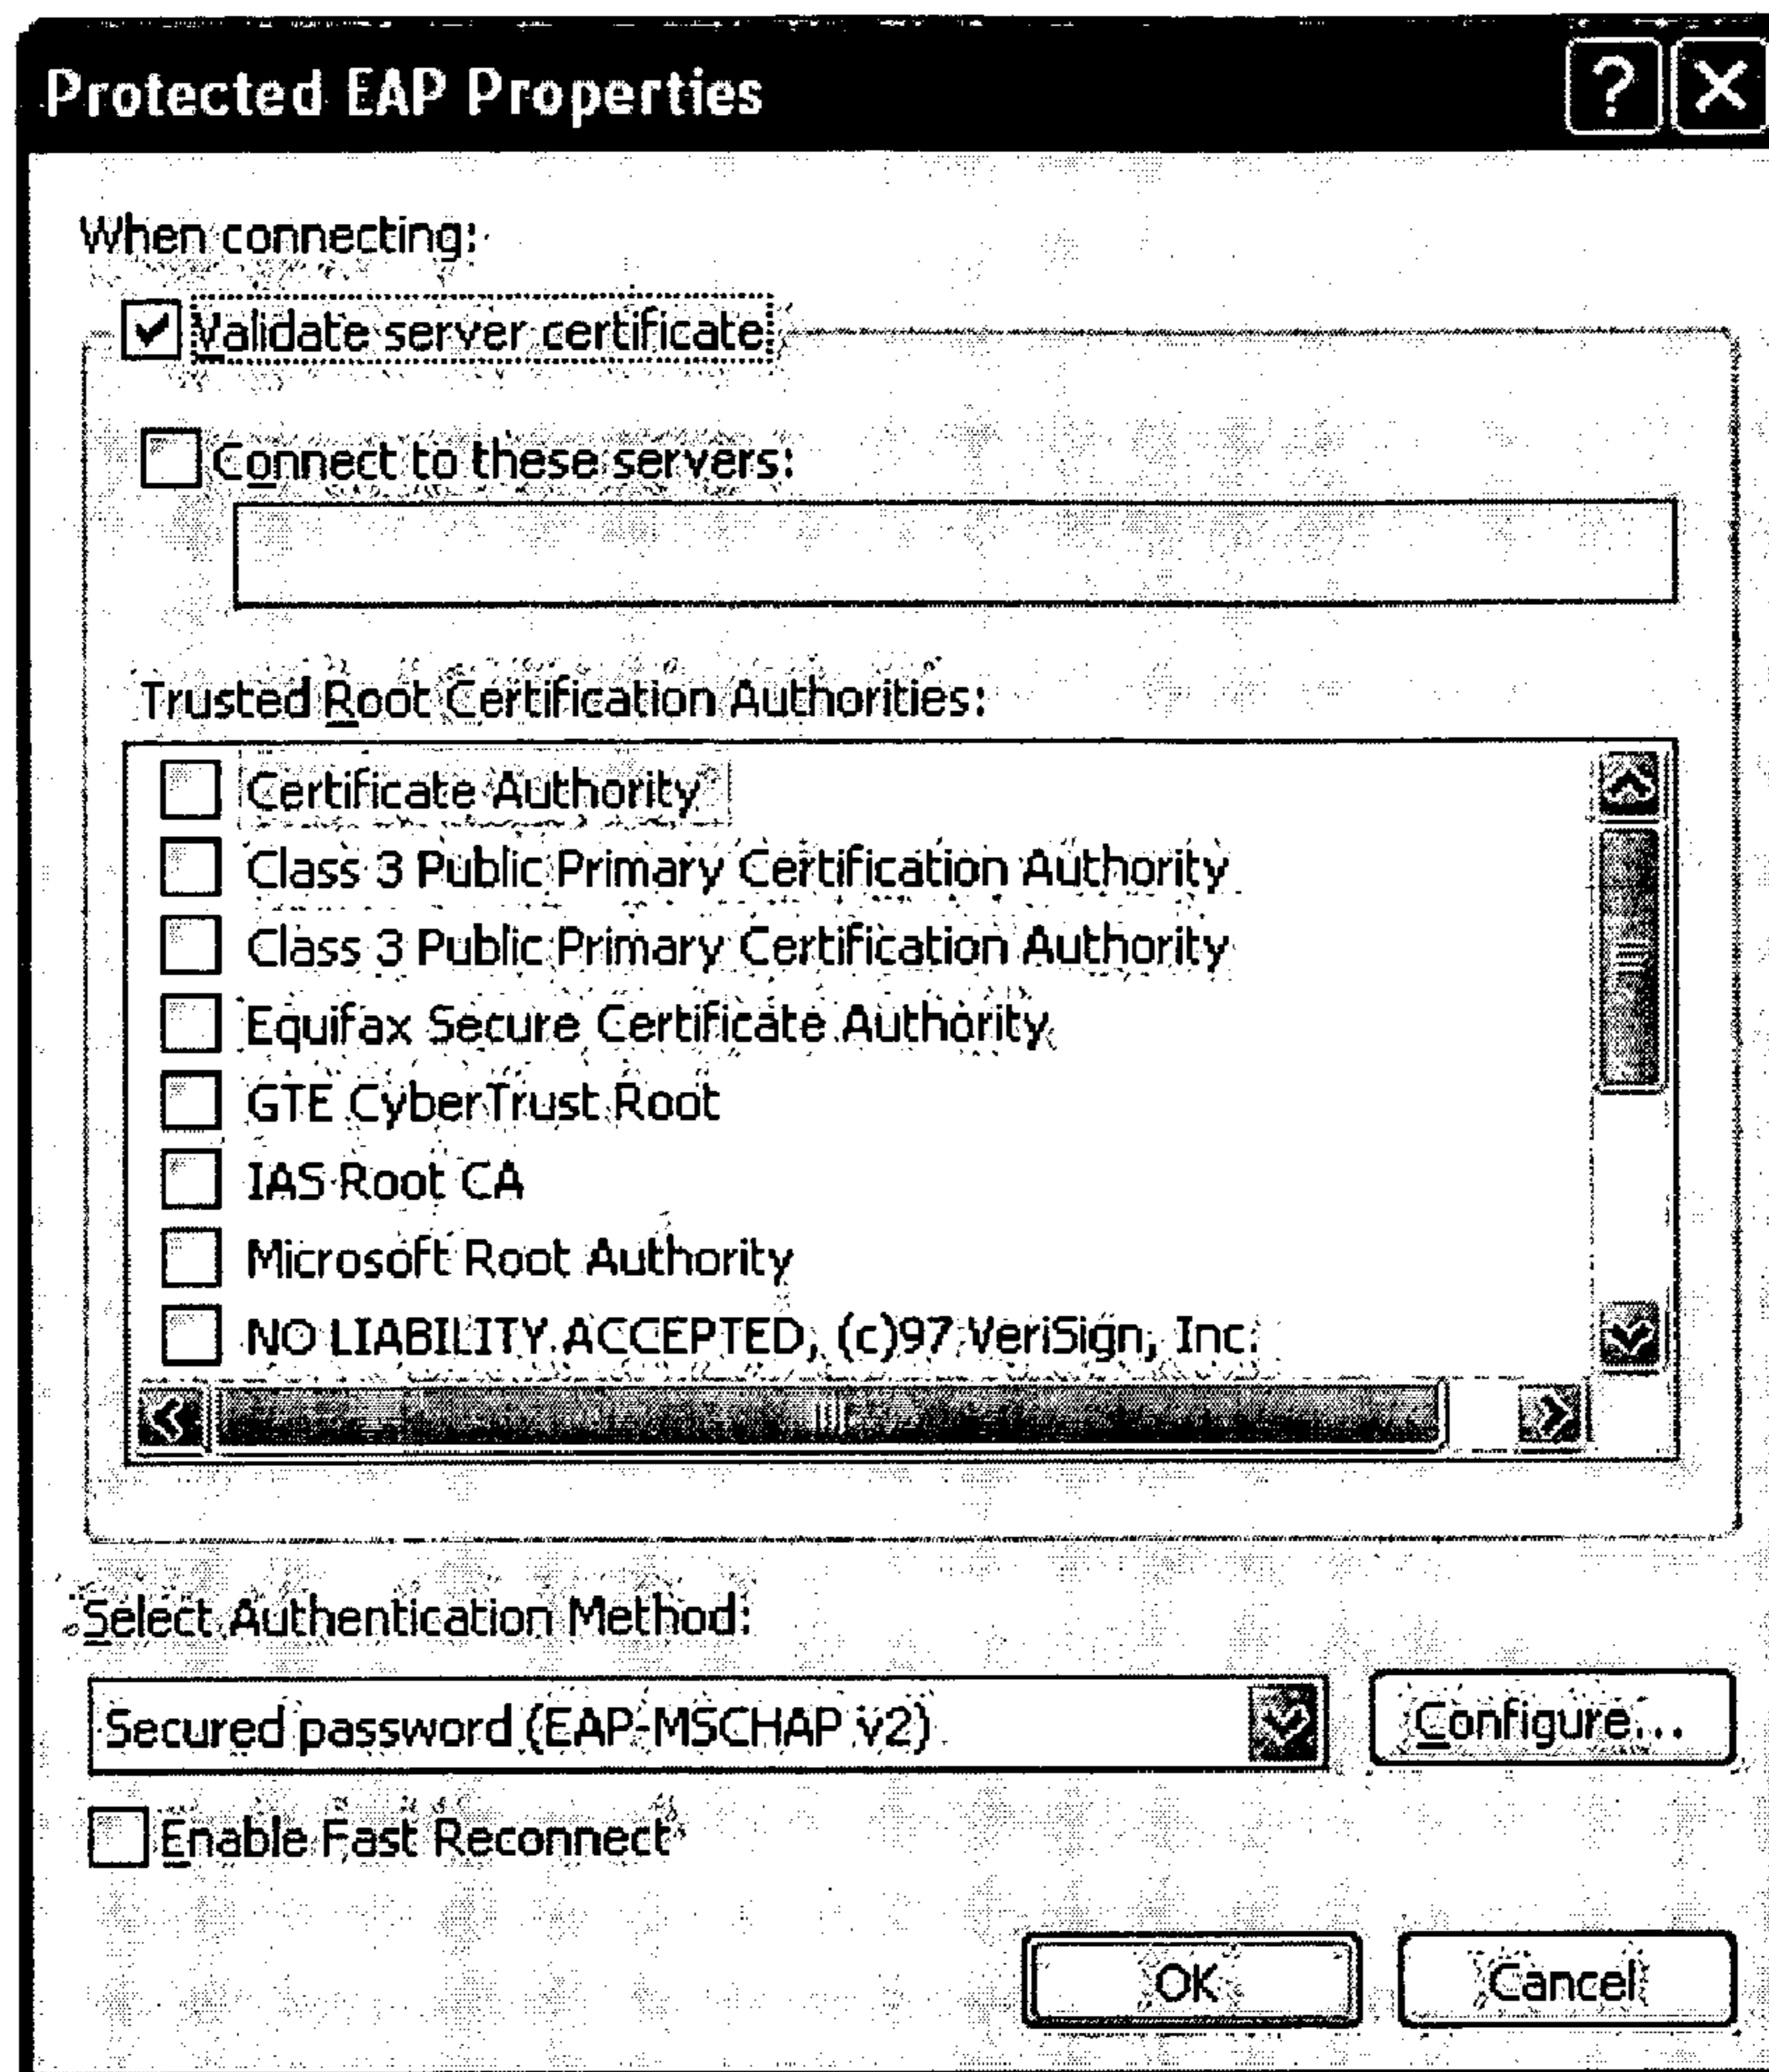 Protected EAP Properties
When connecting:
Validate server certificate
Connect to these servers:
Trusted Root Certification Authorities:
Certificate Authority
Class 3 Public Primary Certification Authority
Class 3 Public Primary Certification Authority
Equifax Secure Certificate Authority
GTE CyberTrust Root
IAS Root CA
Microsoft Root Authority
NO LIABILITY ACCEPTED, (c)97 VeriSign, Inc.
Select Authentication Method:
Secured password (EAP-MSCHAP v2)
Configure...
Enable Fast Reconnect
OK
Cancel